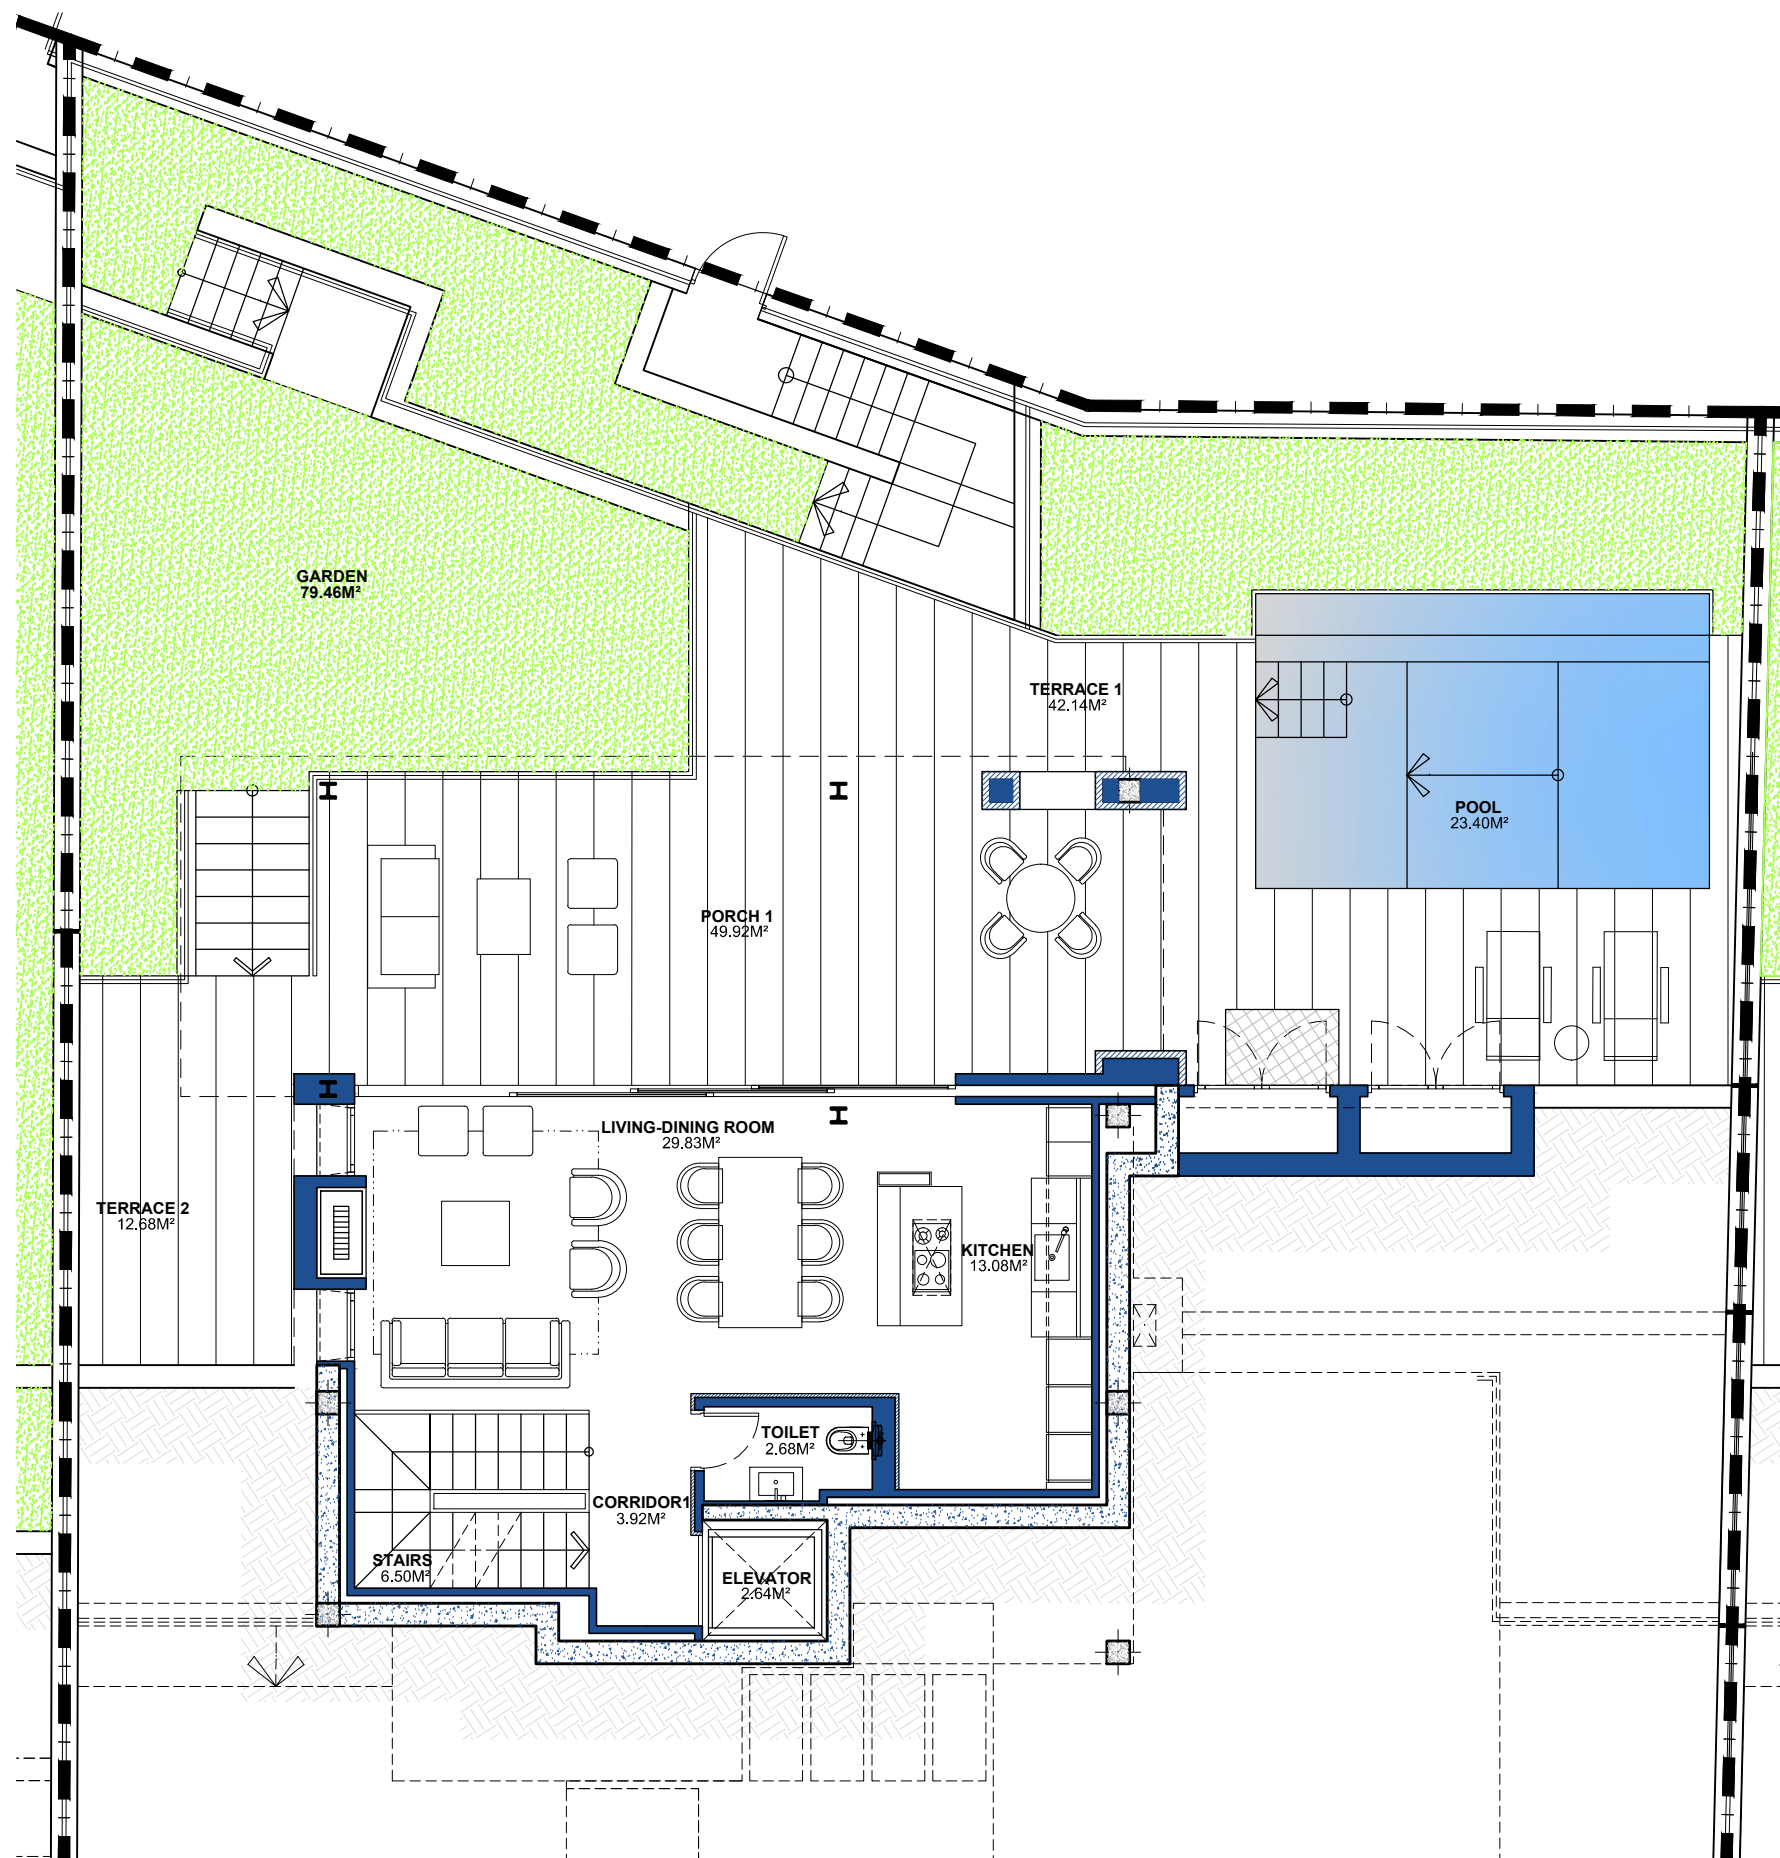 GARDEN
79.46M²
TERRACE 1
42.14M²
POOL
23.40M²
PORCH 1
49.92M²
LIVING-DINING ROOM
29.83M²
TERRACE 2
12.68M²
KITCHEN
13.08M²
TOILET
2.68M²
CORRIDOR1
3.92M²
STAIRS
6.50M²
ELEVATOR
2.64M²